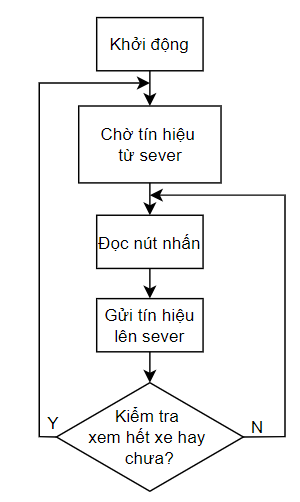 Khởi động
Chờ tín hiệu
từ sever
Đọc nút nhấn
Gửi tín hiệu
lên sever
Kiểm tra
xem hết xe hay
chưa?
Y
N